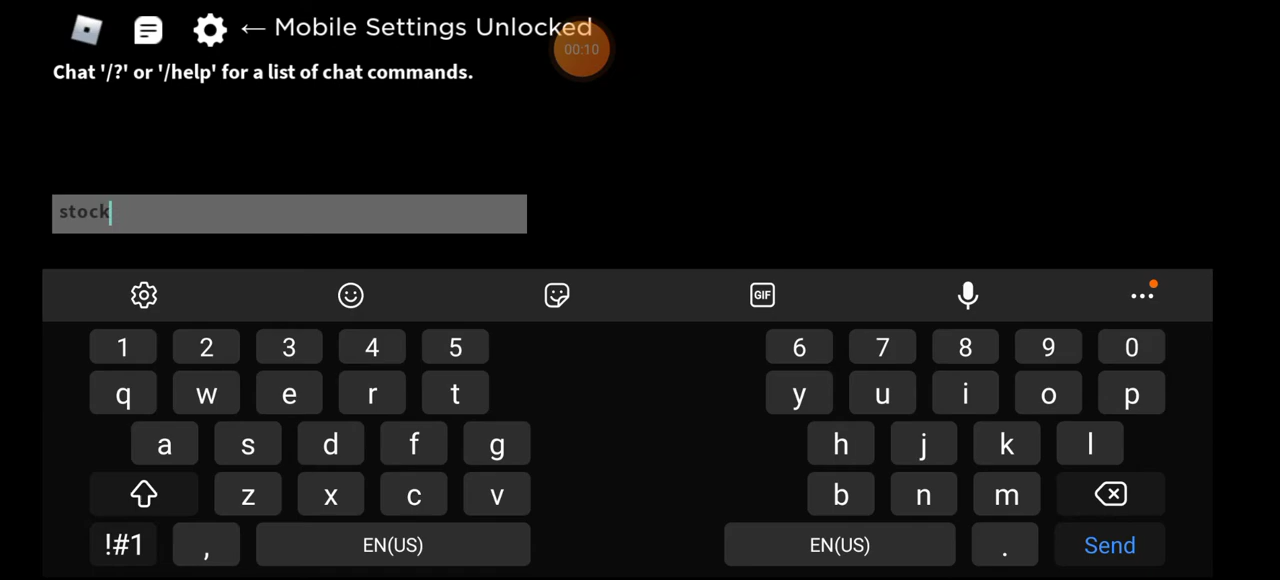 ← Mobile Settings Unlocked
00:10
Chat '/?' or '/help' for a list of chat commands.
stock
GIF
1 2 3 4 5 6 7 8 9 0
q w e r t y u i o p
a s d f g h j k l
z x c v b n m
!#1 , EN(US) EN(US) . Send